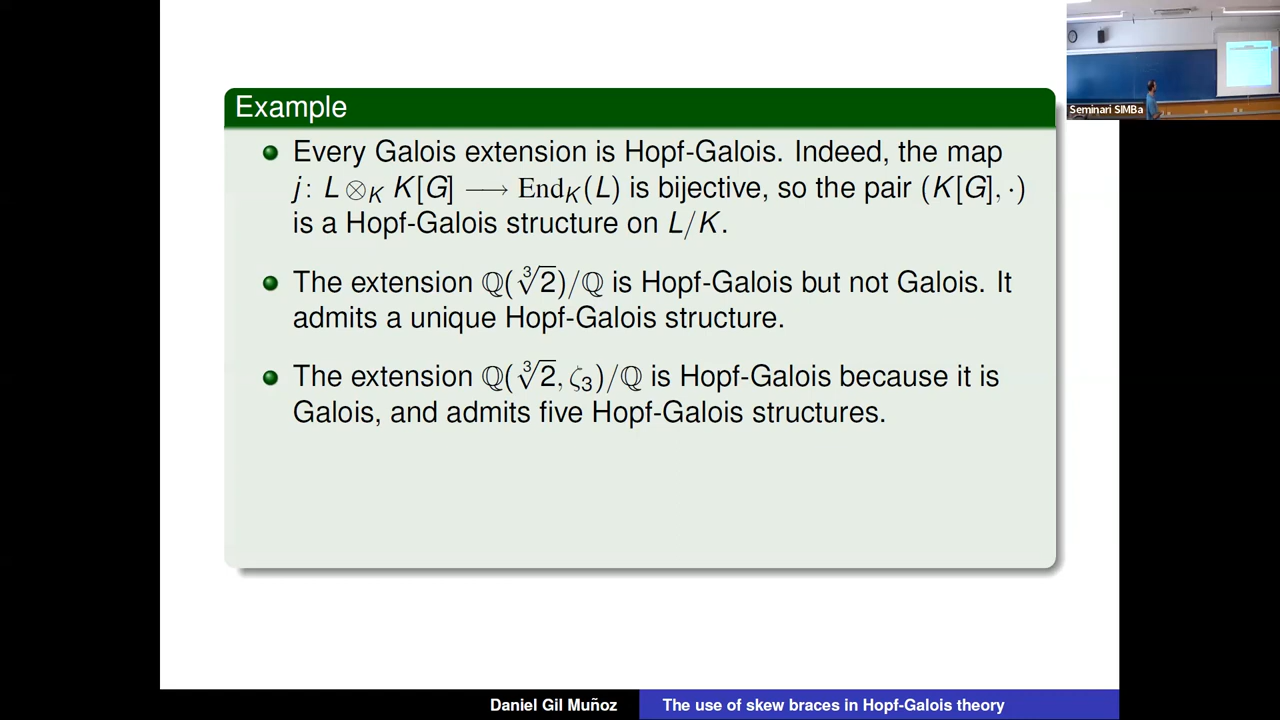 Example
Every Galois extension is Hopf-Galois. Indeed, the map
j: L ⊗_K K[G] ⟶ End_K(L) is bijective, so the pair (K[G], ·)
is a Hopf-Galois structure on L/K.
The extension ℚ(∛2)/ℚ is Hopf-Galois but not Galois. It
admits a unique Hopf-Galois structure.
The extension ℚ(∛2, ζ₃)/ℚ is Hopf-Galois because it is
Galois, and admits five Hopf-Galois structures.
Seminari SIMBa
Daniel Gil Muñoz
The use of skew braces in Hopf-Galois theory